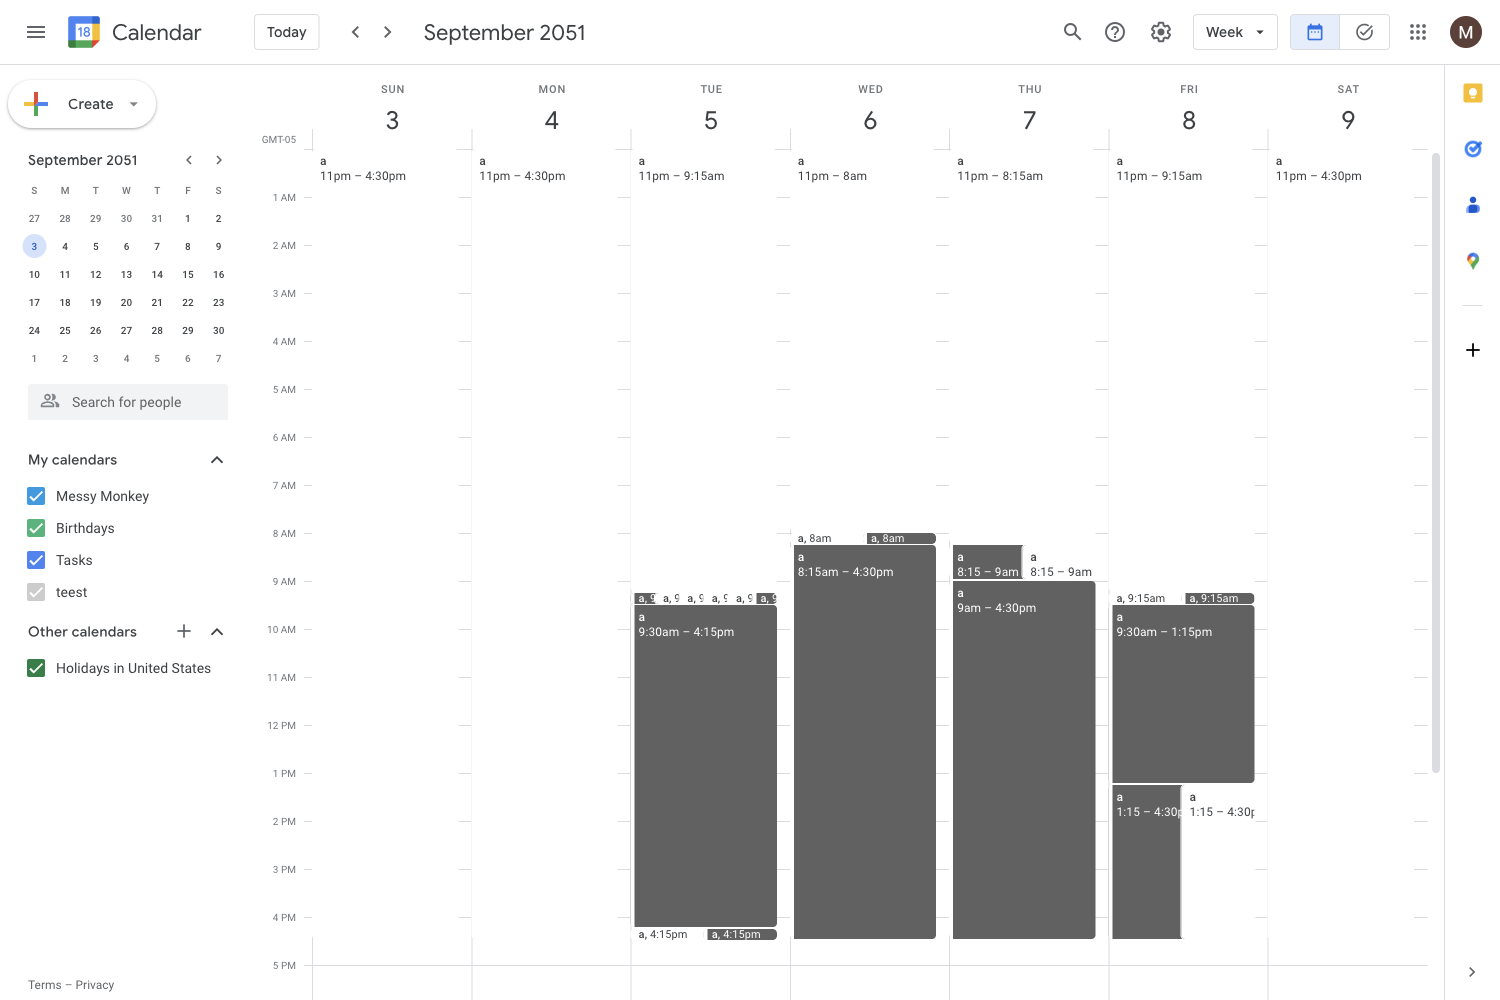 18 Calendar Today September 2051 Week M
Create
September 2051
S M T W T F S
27 28 29 30 31 1 2
3 4 5 6 7 8 9
10 11 12 13 14 15 16
17 18 19 20 21 22 23
24 25 26 27 28 29 30
1 2 3 4 5 6 7
Search for people
My calendars
Messy Monkey
Birthdays
Tasks
teest
Other calendars
Holidays in United States
Terms – Privacy
SUN MON TUE WED THU FRI SAT
3 4 5 6 7 8 9
GMT-05
a a a a a a a
11pm – 4:30pm 11pm – 4:30pm 11pm – 9:15am 11pm – 8am 11pm – 8:15am 11pm – 9:15am 11pm – 4:30pm
1 AM
2 AM
3 AM
4 AM
5 AM
6 AM
7 AM
8 AM
a, 8am a, 8am
a a a
8:15am – 4:30pm 8:15 – 9am 8:15 – 9am
9 AM
a
9am – 4:30pm
a, 9 a, 9 a, 9 a, 9 a, 9 a, 9 a, 9:15am a, 9:15am
a a
9:30am – 4:15pm 9:30am – 1:15pm
10 AM
11 AM
12 PM
1 PM
a a
1:15 – 4:30p 1:15 – 4:30p
2 PM
3 PM
4 PM
a, 4:15pm a, 4:15pm
5 PM